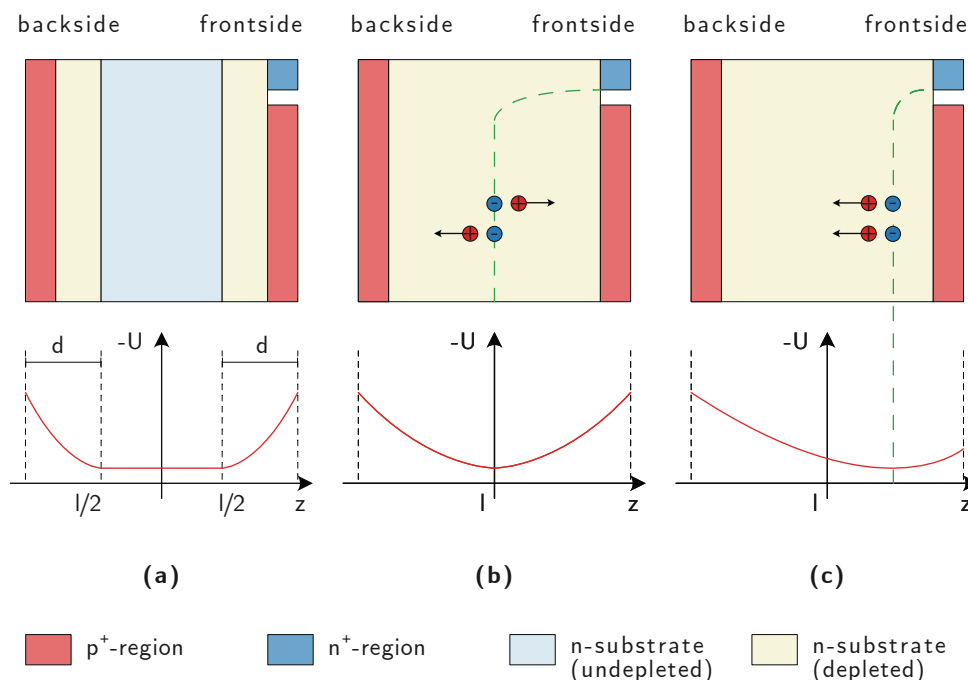 backside frontside backside frontside backside frontside
+ -
- +
+ -
+ -
-U -U -U
d d
l/2 l/2 z l z l z
(a) (b) (c)
p⁺-region n⁺-region n-substrate (undepleted) n-substrate (depleted)